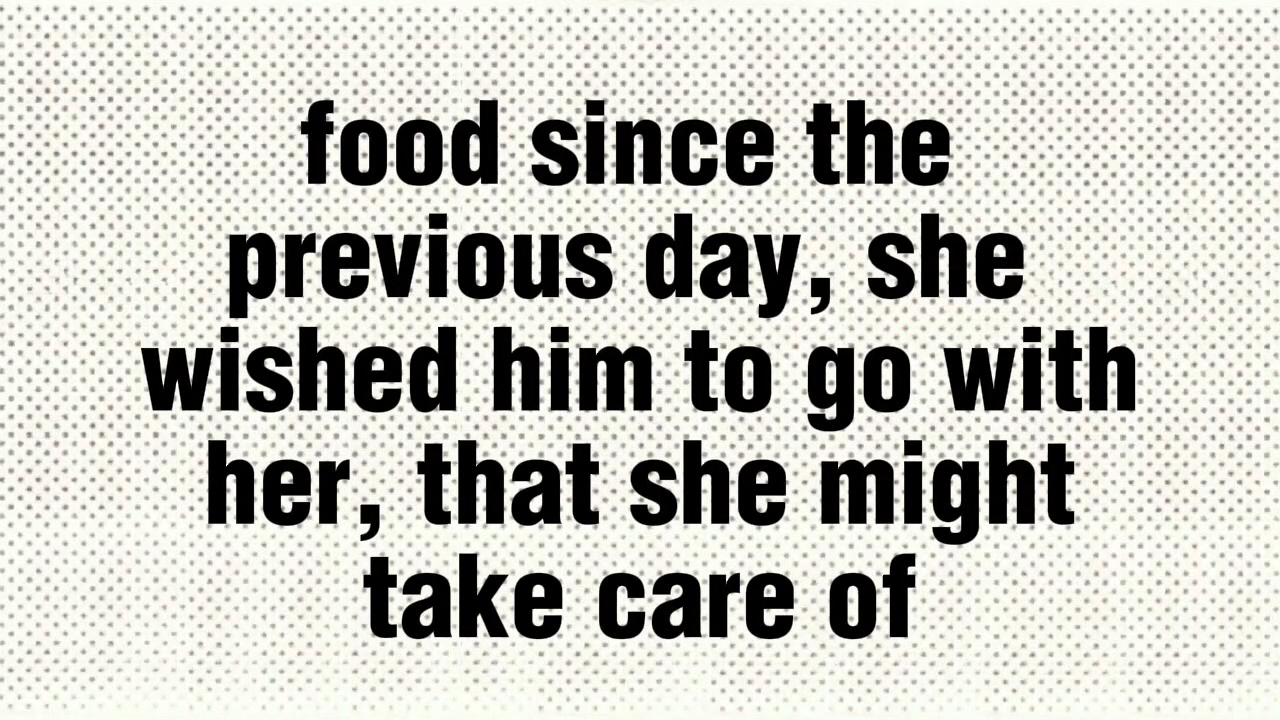 food since the
previous day, she
wished him to go with
her, that she might
take care of